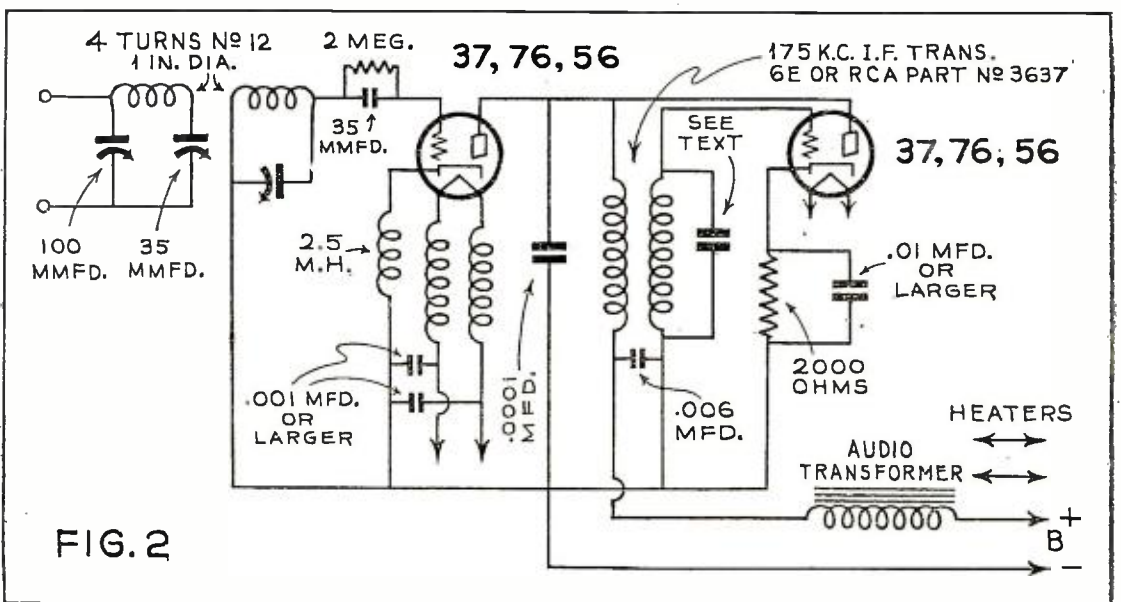 4 TURNS Nº 12
1 IN. DIA.
2 MEG.
37, 76, 56
175 K.C. I.F. TRANS.
6E OR RCA PART Nº 3637
35
MMFD.
SEE
TEXT
37, 76, 56
100
MMFD.
35
MMFD.
2.5
M.H.
.01 MFD.
OR
LARGER
.001 MFD.
OR
LARGER
.0001
MFD.
.006
MFD.
2000
OHMS
HEATERS
AUDIO
TRANSFORMER
+
B
−
FIG. 2